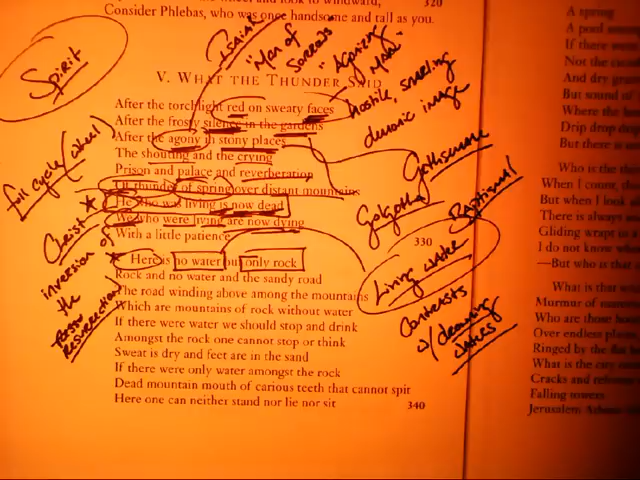 320
Consider Phlebas, who was once handsome and tall as you.
Isaiah
"Man of Sorrows"
"Agonizing
Spirit
V. WHAT THE THUNDER SAID
After the torchlight red on sweaty faces
After the frosty silence in the gardens
After the agony in stony places
The shouting and the crying
Prison and palace and reverberation
Of thunder of spring over distant mountains
He who was living is now dead
We who were living are now dying
With a little patience
330
Here is no water but only rock
Rock and no water and the sandy road
The road winding above among the mountains
Which are mountains of rock without water
If there were water we should stop and drink
Amongst the rock one cannot stop or think
Sweat is dry and feet are in the sand
If there were only water amongst the rock
Dead mountain mouth of carious teeth that cannot spit
Here one can neither stand nor lie nor sit
340
hostile, snarling
demonic image
Gethsemane
Golgotha
Baptismal
Living water
Contrasts
w/
full cycle (wheel)
Christ
inversion of
the
resurrection
A spring
A pool among
If there were
Not the cicada
And dry grass
But sound of
Where the
Drip drop
But there is
Who is the
When I count, the
But when I look
There is always
Gliding wrapt in a
I do not know
—But who is that
What is that
Murmur of maternal
Who are those
Over endless plains
Ringed by the flat
What is the city
Cracks and reforms
Falling towers
Jerusalem Athens